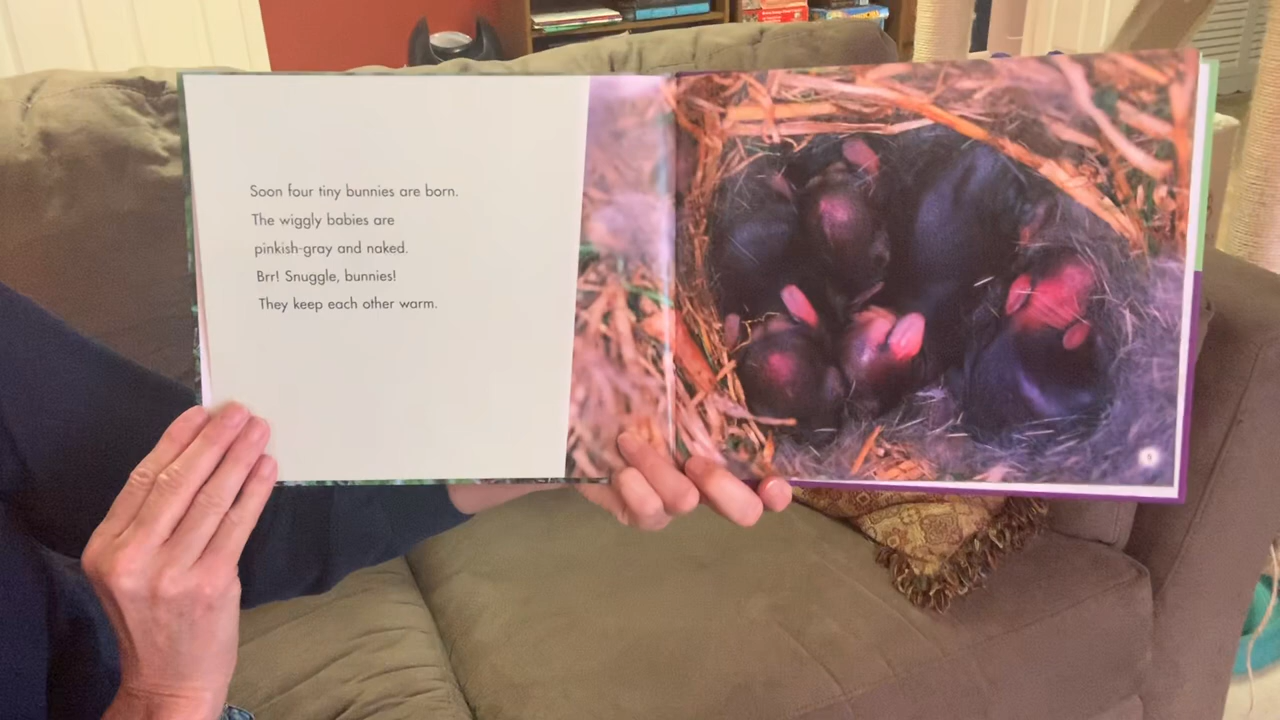 Soon four tiny bunnies are born.
The wiggly babies are
pinkish-gray and naked.
Brr! Snuggle, bunnies!
They keep each other warm.